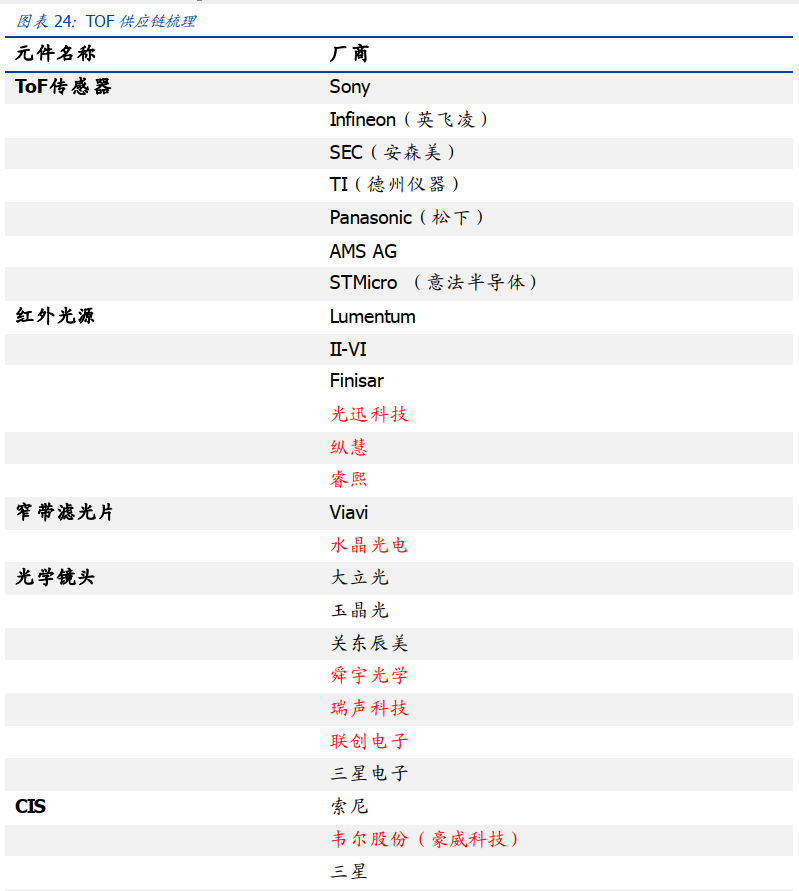 图表 24：TOF 供应链梳理
元件名称 厂商
ToF传感器 Sony
Infineon（英飞凌）
SEC（安森美）
TI（德州仪器）
Panasonic（松下）
AMS AG
STMicro （意法半导体）
红外光源 Lumentum
II-VI
Finisar
光迅科技
纵慧
睿熙
窄带滤光片 Viavi
水晶光电
光学镜头 大立光
玉晶光
关东辰美
舜宇光学
瑞声科技
联创电子
三星电子
CIS 索尼
韦尔股份（豪威科技）
三星